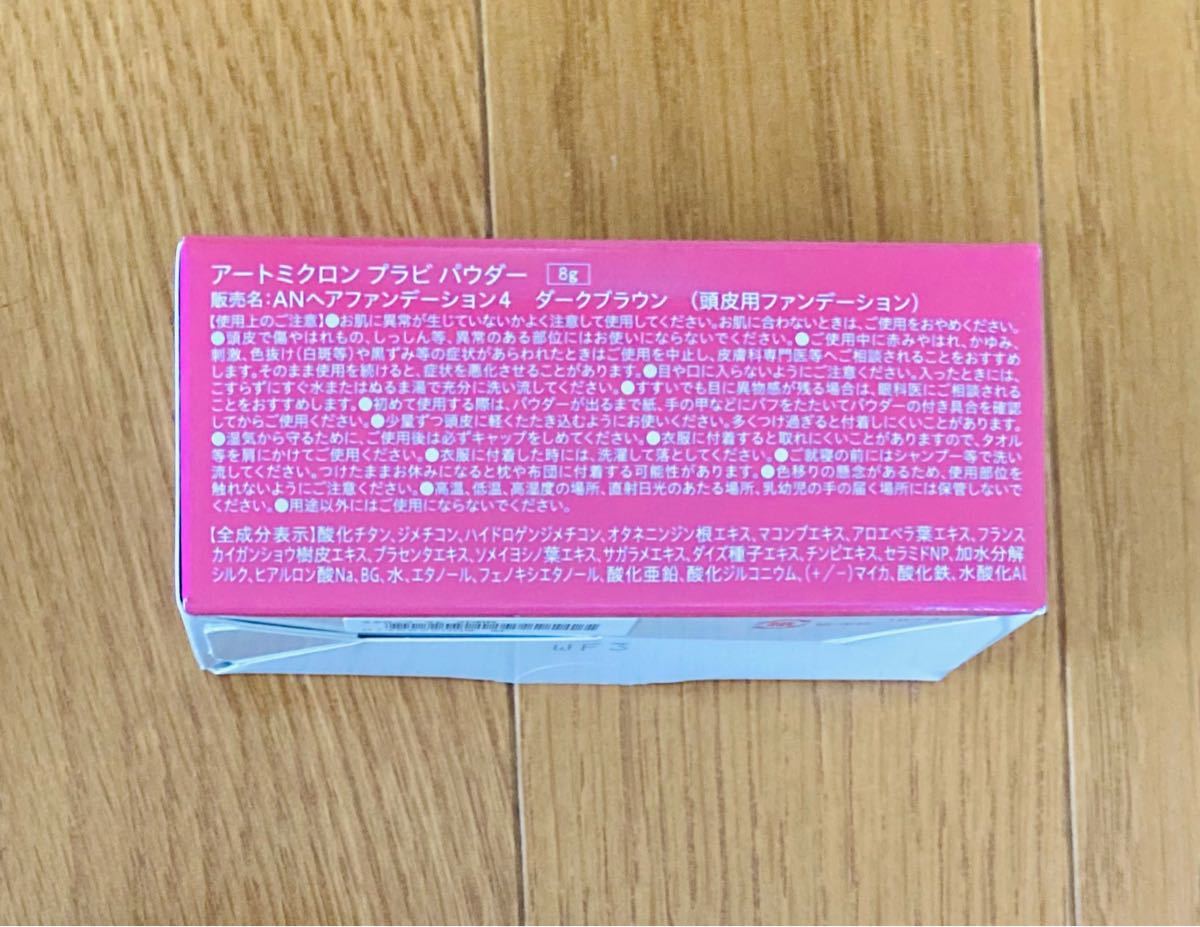 アートミクロン プラビ パウダー 8g
販売名:ANヘアファンデーション4 ダークブラウン (頭皮用ファンデーション)
【使用上のご注意】●お肌に異常が生じていないかよく注意して使用してください。お肌に合わないときは、ご使用をおやめください。
●頭皮で傷やはれもの、しっしん等、異常のある部位にはお使いにならないでください。●ご使用中に赤みやはれ、かゆみ、
刺激、色抜け(白斑等)や黒ずみ等の症状があらわれたときはご使用を中止し、皮膚科専門医等へご相談されることをおすすめ
します。そのまま使用を続けると、症状を悪化させることがあります。●目や口に入らないようにご注意ください。入ったときには、
こすらずにすぐ水またはぬるま湯で充分に洗い流してください。●すすいでも目に異物感が残る場合は、眼科医にご相談される
ことをおすすめします。●初めて使用する際は、パウダーが出るまで紙、手の甲などにパフをたたいてパウダーの付き具合を確認
してからご使用ください。●少量ずつ頭皮に軽くたたき込むようにお使いください。多くつけ過ぎると付着しにくいことがあります。
●湿気から守るために、ご使用後は必ずキャップをしめてください。●衣服に付着すると取れにくいことがありますので、タオル
等を肩にかけてご使用ください。●衣服に付着した時には、洗濯して落としてください。●ご就寝の前にはシャンプー等で洗い
流してください。つけたままお休みになると枕や布団に付着する可能性があります。●色移りの懸念があるため、使用部位を
触れないようにご注意ください。●高温、低温、高湿度の場所、直射日光のあたる場所、乳幼児の手の届く場所には保管しないで
ください。●用途以外にはご使用にならないでください。
【全成分表示】酸化チタン、ジメチコン、ハイドロゲンジメチコン、オタネニンジン根エキス、マコンブエキス、アロエベラ葉エキス、フランス
カイガンショウ樹皮エキス、プラセンタエキス、ソメイヨシノ葉エキス、サガラメエキス、ダイズ種子エキス、チンピエキス、セラミドNP、加水分解
シルク、ヒアルロン酸Na、BG、水、エタノール、フェノキシエタノール、酸化亜鉛、酸化ジルコニウム、(+/-)マイカ、酸化鉄、水酸化Al
WF3